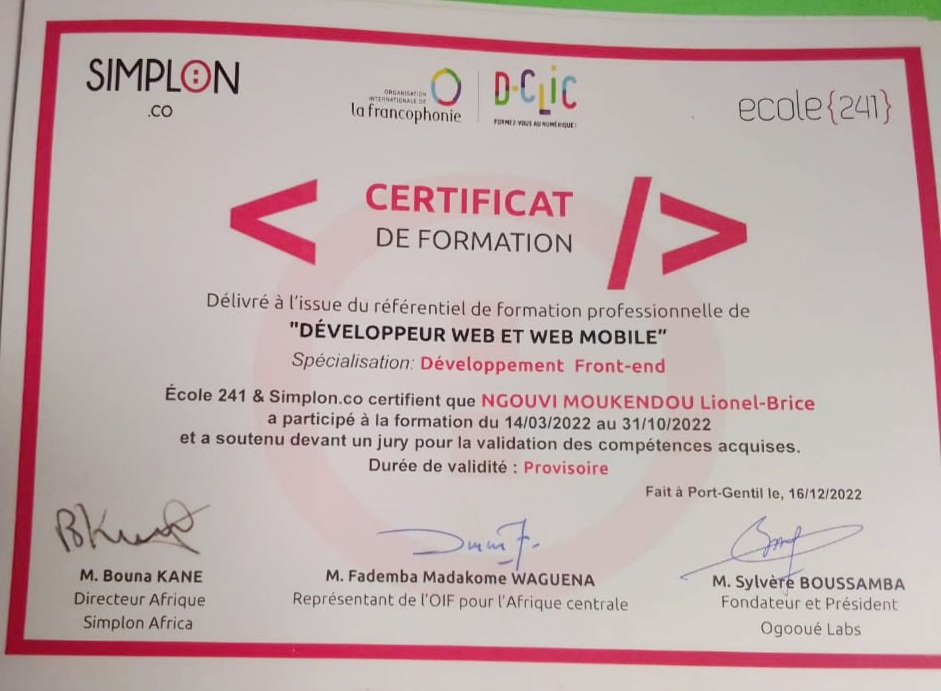 SIMPLON
.CO
ORGANISATION
INTERNATIONALE DE
la francophonie
D-CLIC
FORMEZ-VOUS AU NUMÉRIQUE !
ecole{241}
< CERTIFICAT />
DE FORMATION
Délivré à l'issue du référentiel de formation professionnelle de
"DÉVELOPPEUR WEB ET WEB MOBILE"
Spécialisation: Développement Front-end
École 241 & Simplon.co certifient que NGOUVI MOUKENDOU Lionel-Brice
a participé à la formation du 14/03/2022 au 31/10/2022
et a soutenu devant un jury pour la validation des compétences acquises.
Durée de validité : Provisoire
Fait à Port-Gentil le, 16/12/2022
M. Bouna KANE
Directeur Afrique
Simplon Africa
M. Fademba Madakome WAGUENA
Représentant de l'OIF pour l'Afrique centrale
M. Sylvère BOUSSAMBA
Fondateur et Président
Ogooué Labs